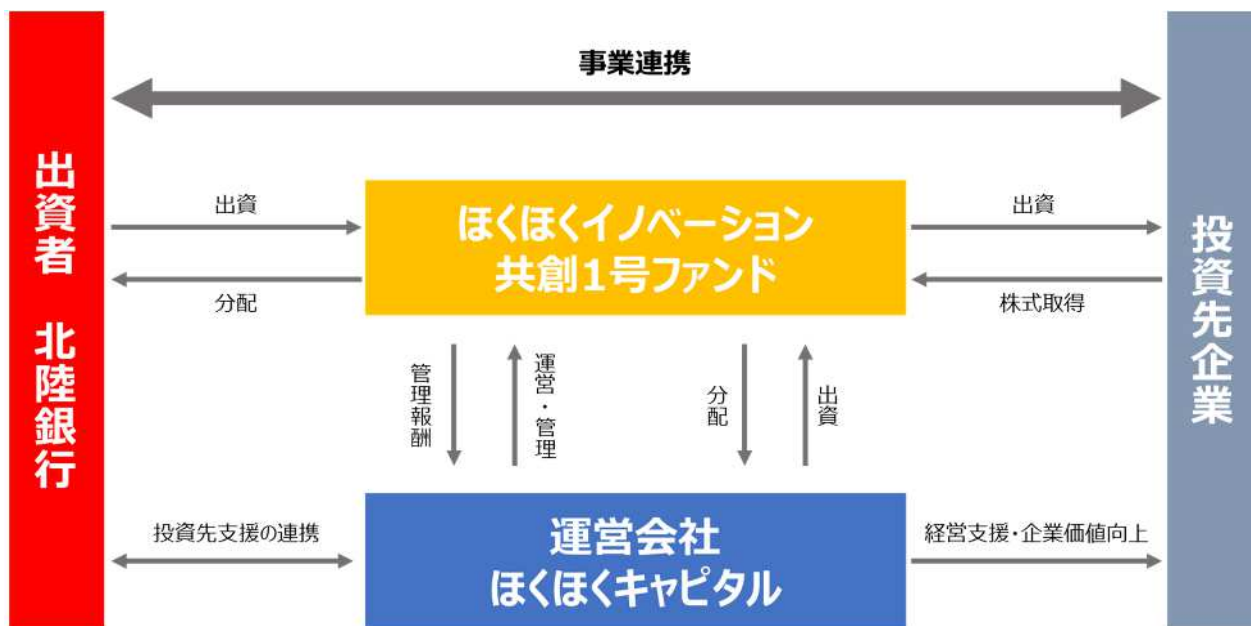 事業連携
出資者 北陸銀行
出資
分配
ほくほくイノベーション
共創1号ファンド
出資
株式取得
投資先企業
管理報酬
運営・管理
分配
出資
投資先支援の連携
運営会社
ほくほくキャピタル
経営支援・企業価値向上